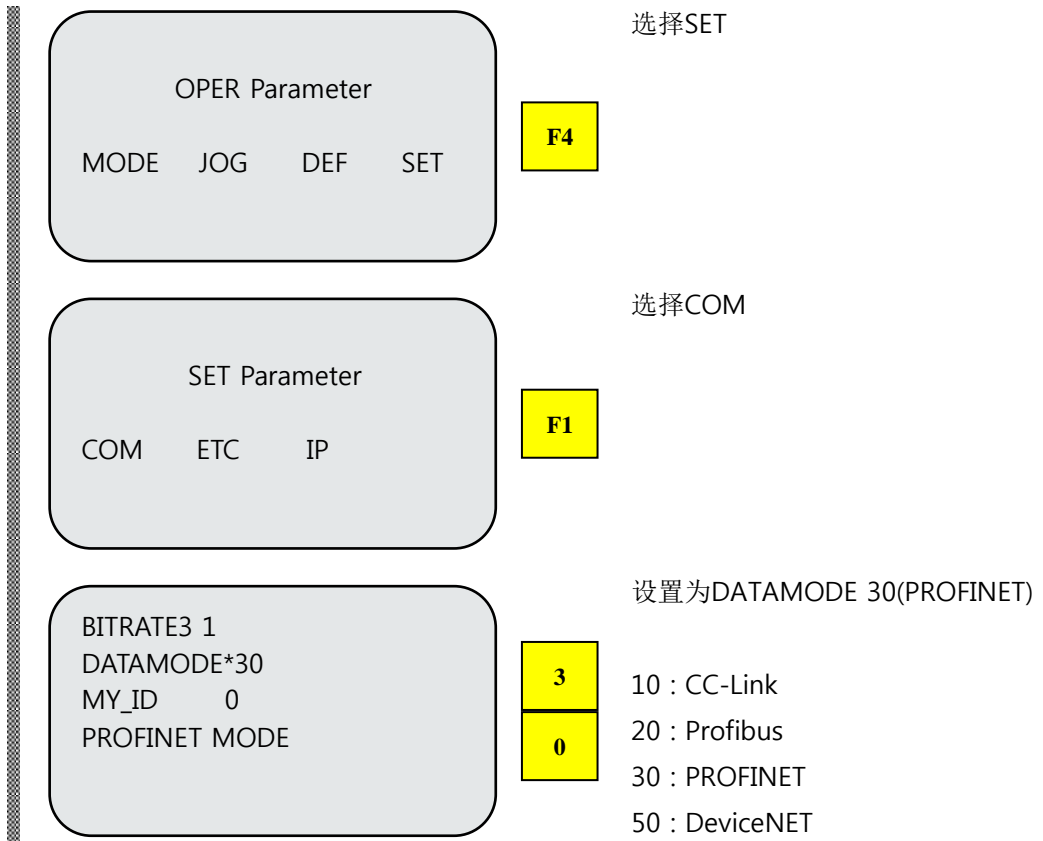 选择SET
OPER Parameter
MODE JOG DEF SET
F4
选择COM
SET Parameter
COM ETC IP
F1
设置为DATAMODE 30(PROFINET)
BITRATE3 1
DATAMODE*30
MY_ID 0
PROFINET MODE
3
0
10 : CC-Link
20 : Profibus
30 : PROFINET
50 : DeviceNET